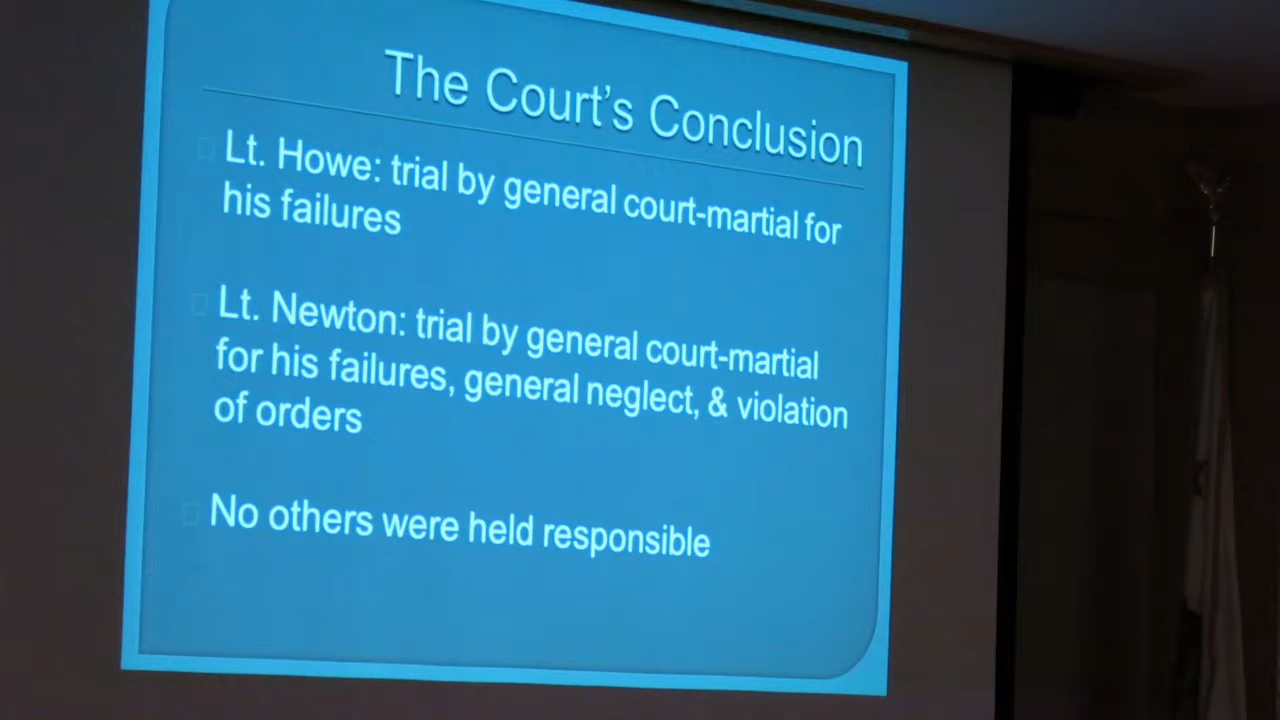 The Court's Conclusion
Lt. Howe: trial by general court-martial for
his failures
Lt. Newton: trial by general court-martial
for his failures, general neglect, & violation
of orders
No others were held responsible